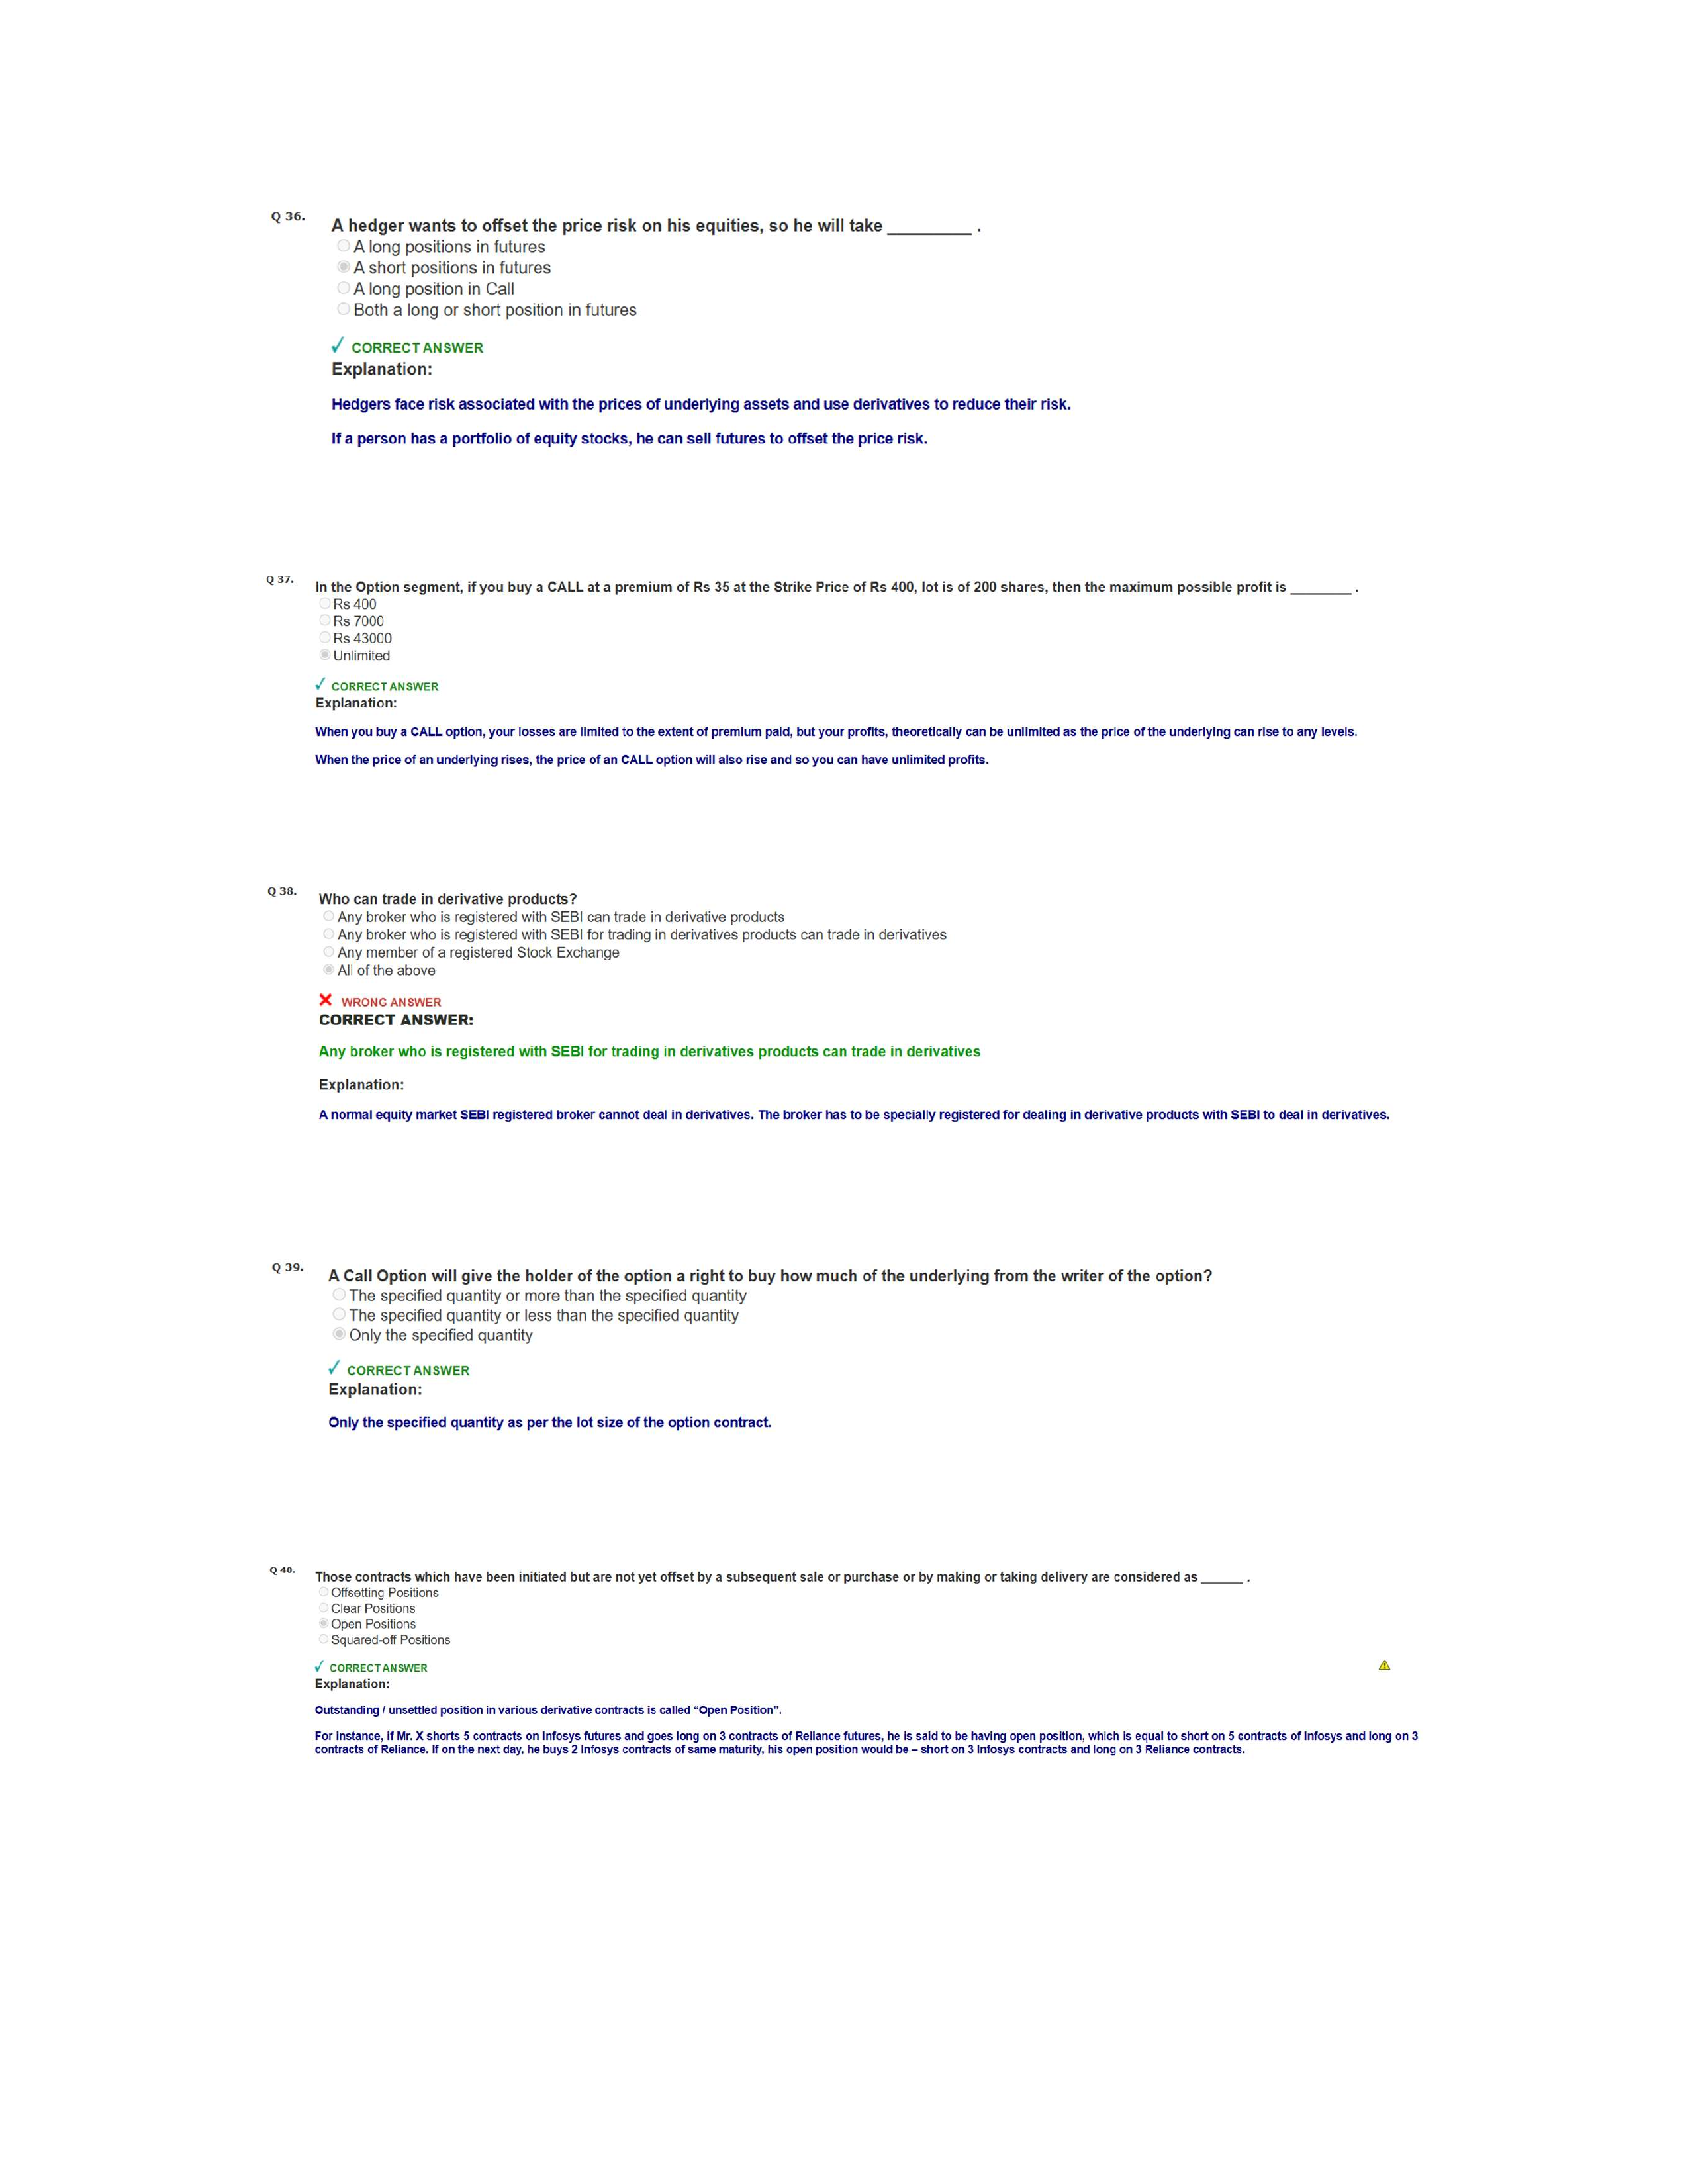 Q 36.
A hedger wants to offset the price risk on his equities, so he will take _________ .
A long positions in futures
A short positions in futures
A long position in Call
Both a long or short position in futures
✓ CORRECT ANSWER
Explanation:
Hedgers face risk associated with the prices of underlying assets and use derivatives to reduce their risk.
If a person has a portfolio of equity stocks, he can sell futures to offset the price risk.
Q 37.
In the Option segment, if you buy a CALL at a premium of Rs 35 at the Strike Price of Rs 400, lot is of 200 shares, then the maximum possible profit is ________ .
Rs 400
Rs 7000
Rs 43000
Unlimited
✓ CORRECT ANSWER
Explanation:
When you buy a CALL option, your losses are limited to the extent of premium paid, but your profits, theoretically can be unlimited as the price of the underlying can rise to any levels.
When the price of an underlying rises, the price of an CALL option will also rise and so you can have unlimited profits.
Q 38.
Who can trade in derivative products?
Any broker who is registered with SEBI can trade in derivative products
Any broker who is registered with SEBI for trading in derivatives products can trade in derivatives
Any member of a registered Stock Exchange
All of the above
✗ WRONG ANSWER
CORRECT ANSWER:
Any broker who is registered with SEBI for trading in derivatives products can trade in derivatives
Explanation:
A normal equity market SEBI registered broker cannot deal in derivatives. The broker has to be specially registered for dealing in derivative products with SEBI to deal in derivatives.
Q 39.
A Call Option will give the holder of the option a right to buy how much of the underlying from the writer of the option?
The specified quantity or more than the specified quantity
The specified quantity or less than the specified quantity
Only the specified quantity
✓ CORRECT ANSWER
Explanation:
Only the specified quantity as per the lot size of the option contract.
Q 40.
Those contracts which have been initiated but are not yet offset by a subsequent sale or purchase or by making or taking delivery are considered as ______ .
Offsetting Positions
Clear Positions
Open Positions
Squared-off Positions
✓ CORRECT ANSWER
Explanation:
Outstanding / unsettled position in various derivative contracts is called “Open Position”.
For instance, if Mr. X shorts 5 contracts on Infosys futures and goes long on 3 contracts of Reliance futures, he is said to be having open position, which is equal to short on 5 contracts of Infosys and long on 3
contracts of Reliance. If on the next day, he buys 2 Infosys contracts of same maturity, his open position would be – short on 3 Infosys contracts and long on 3 Reliance contracts.